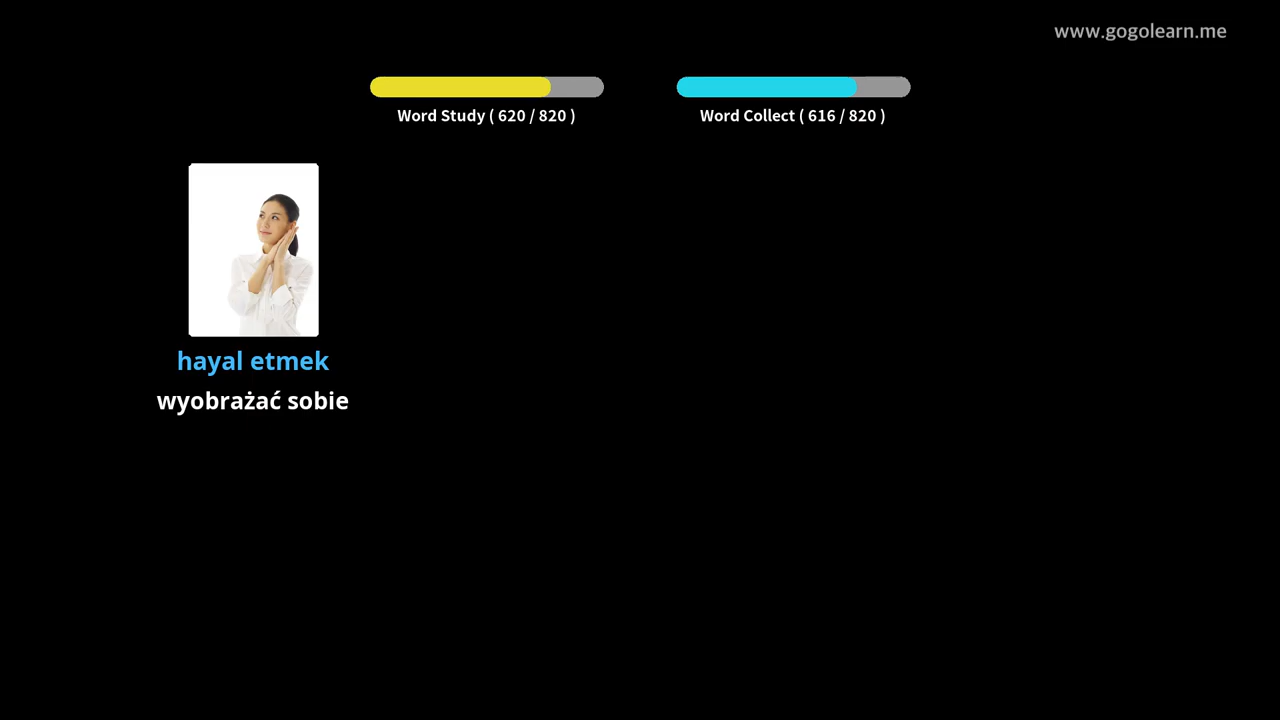 www.gogolearn.me
Word Study ( 620 / 820 )
Word Collect ( 616 / 820 )
hayal etmek
wyobrażać sobie